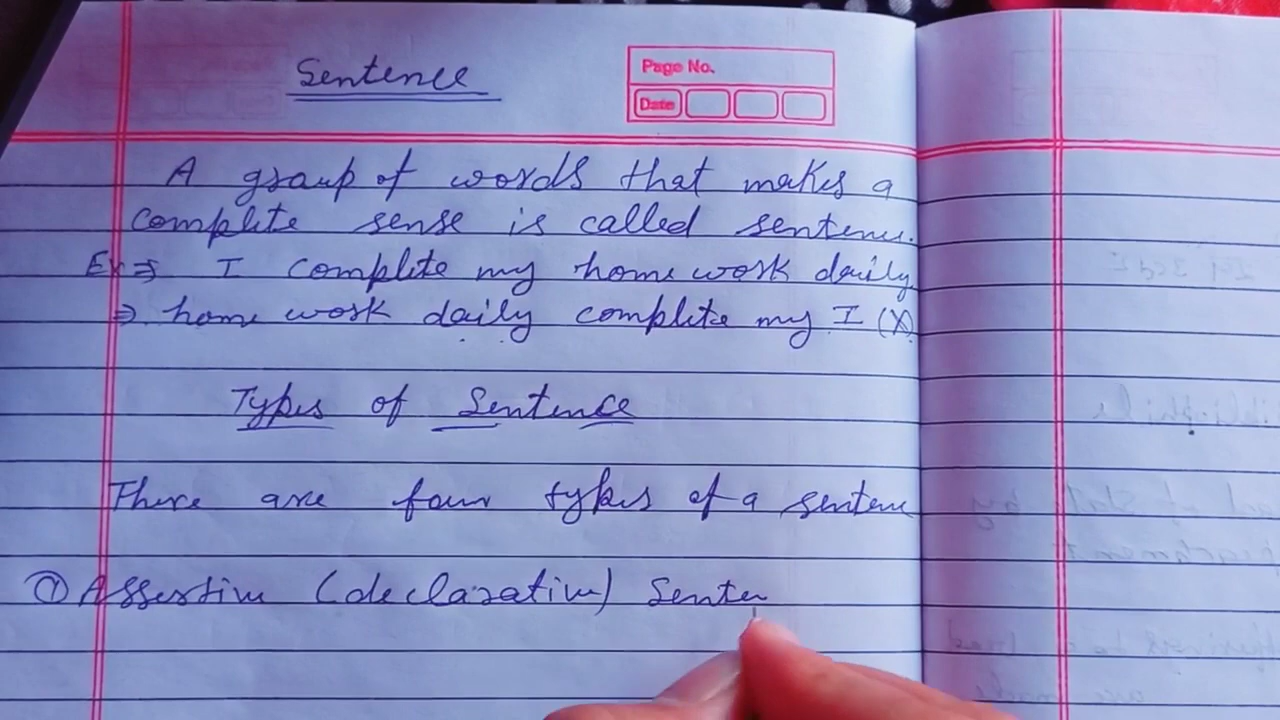 Sentence
Page No.
Date
A group of words that makes a
complete sense is called sentence.
Ex ⇒ I complete my home work daily.
⇒ home work daily complete my I (X)
Types of Sentence
There are four types of a sentence
① Assertive (declarative) Senten